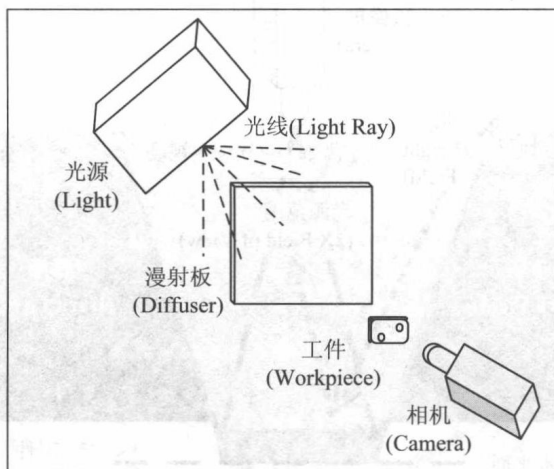 光线(Light Ray)
光源
(Light)
漫射板
(Diffuser)
工件
(Workpiece)
相机
(Camera)